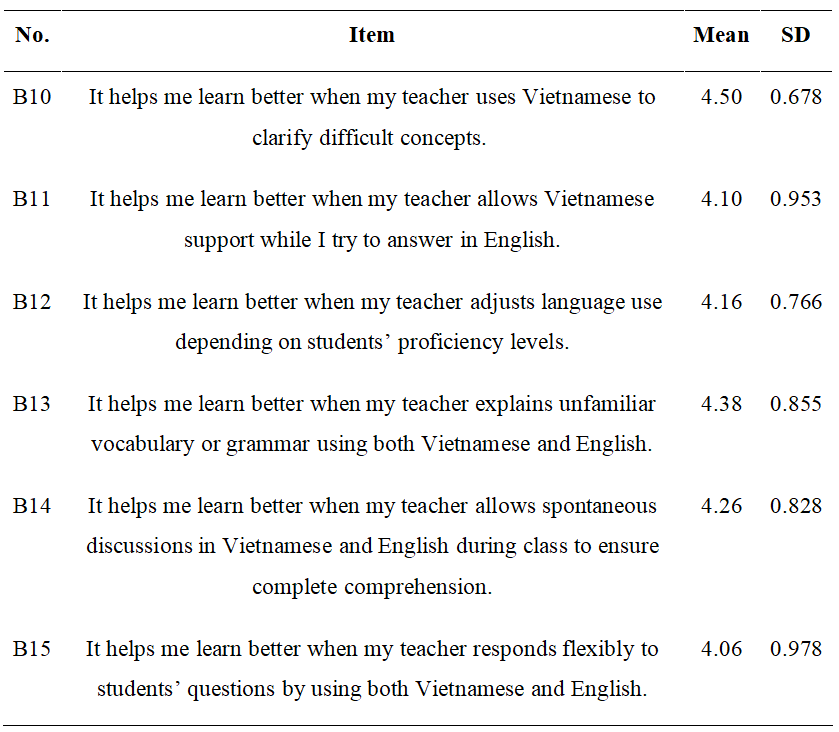 No. Item Mean SD
B10 It helps me learn better when my teacher uses Vietnamese to 4.50 0.678
clarify difficult concepts.
B11 It helps me learn better when my teacher allows Vietnamese 4.10 0.953
support while I try to answer in English.
B12 It helps me learn better when my teacher adjusts language use 4.16 0.766
depending on students’ proficiency levels.
B13 It helps me learn better when my teacher explains unfamiliar 4.38 0.855
vocabulary or grammar using both Vietnamese and English.
B14 It helps me learn better when my teacher allows spontaneous 4.26 0.828
discussions in Vietnamese and English during class to ensure
complete comprehension.
B15 It helps me learn better when my teacher responds flexibly to 4.06 0.978
students’ questions by using both Vietnamese and English.